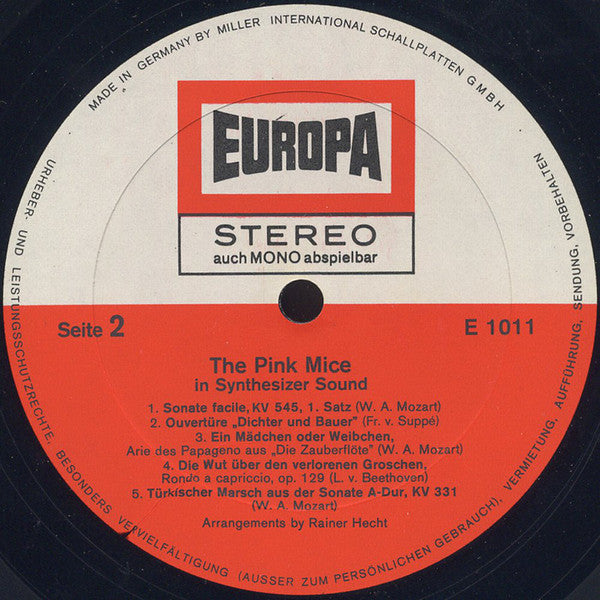 MADE IN GERMANY BY MILLER INTERNATIONAL SCHALLPLATTEN GMBH
EUROPA
STEREO
auch MONO abspielbar
Seite 2
E 1011
The Pink Mice
in Synthesizer Sound
1. Sonate facile, KV 545, 1. Satz (W. A. Mozart)
2. Ouvertüre „Dichter und Bauer" (Fr. v. Suppé)
3. Ein Mädchen oder Weibchen,
Arie des Papageno aus „Die Zauberflöte" (W. A. Mozart)
4. Die Wut über den verlorenen Groschen,
Rondo a capriccio, op. 129 (L. v. Beethoven)
5. Türkischer Marsch aus der Sonate A-Dur, KV 331
(W. A. Mozart)
Arrangements by Rainer Hecht
URHEBER- UND LEISTUNGSSCHUTZRECHTE, BESONDERS VERVIELFÄLTIGUNG (AUSSER ZUM PERSÖNLICHEN GEBRAUCH), VERMIETUNG, AUFFÜHRUNG, SENDUNG, VORBEHALTEN